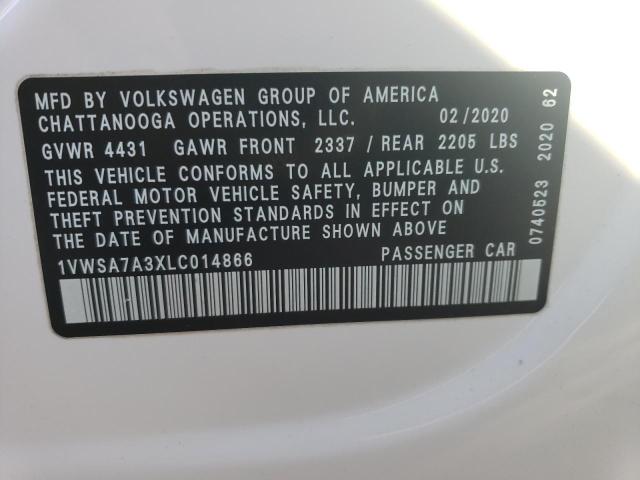 MFD BY VOLKSWAGEN GROUP OF AMERICA
CHATTANOOGA OPERATIONS, LLC. 02/2020
GVWR 4431 GAWR FRONT 2337 / REAR 2205 LBS
THIS VEHICLE CONFORMS TO ALL APPLICABLE U.S.
FEDERAL MOTOR VEHICLE SAFETY, BUMPER AND
THEFT PREVENTION STANDARDS IN EFFECT ON
THE DATE OF MANUFACTURE SHOWN ABOVE
1VWSA7A3XLC014866 PASSENGER CAR
0740523 2020 62